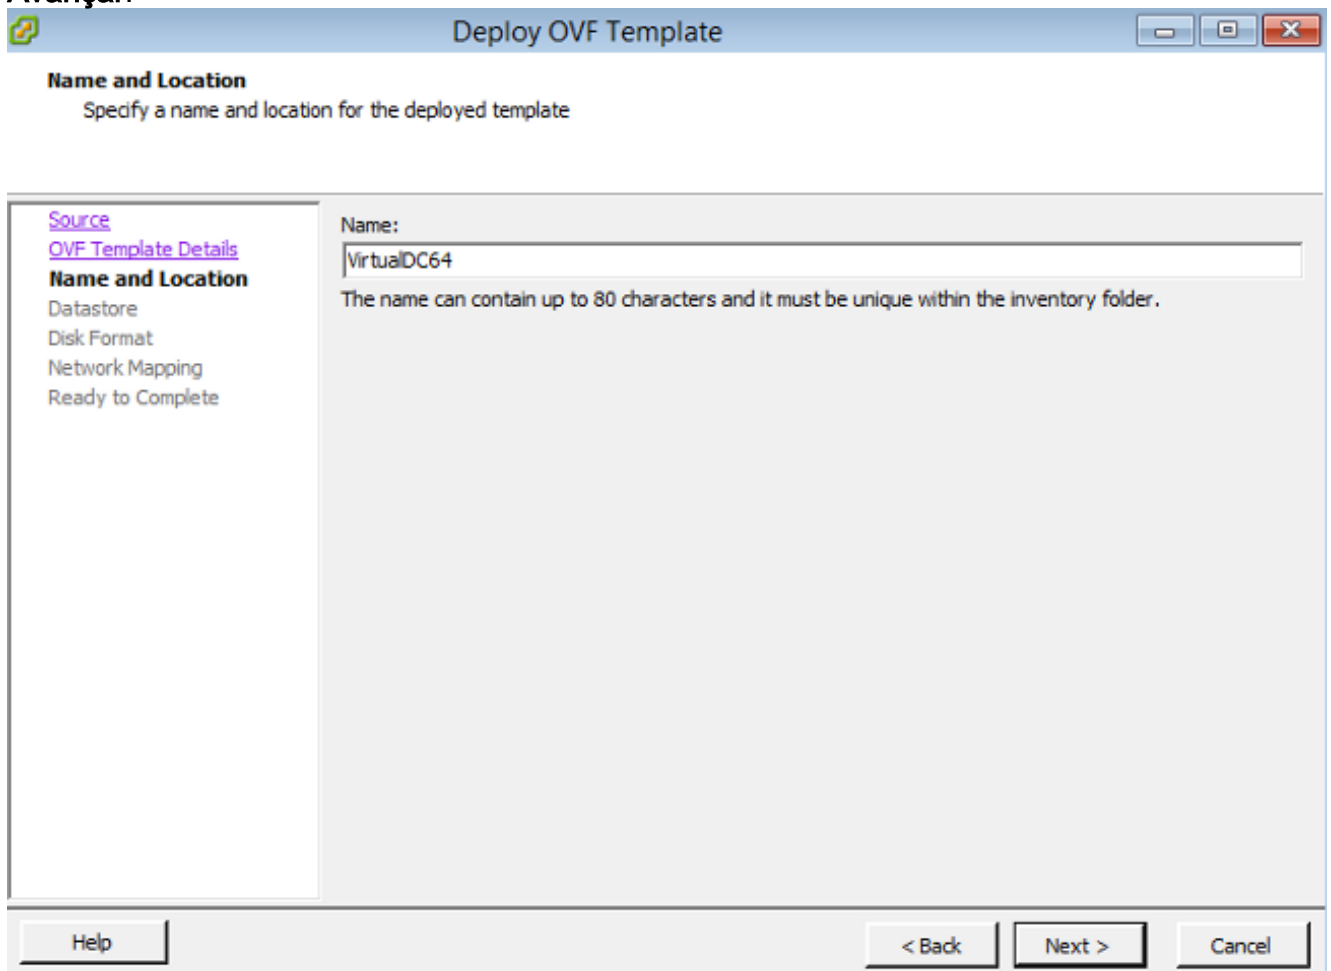 Deploy OVF Template
Name and Location
Specify a name and location for the deployed template
Source
OVF Template Details
Name and Location
Datastore
Disk Format
Network Mapping
Ready to Complete
Name:
VirtualDC64
The name can contain up to 80 characters and it must be unique within the inventory folder.
Help
< Back
Next >
Cancel